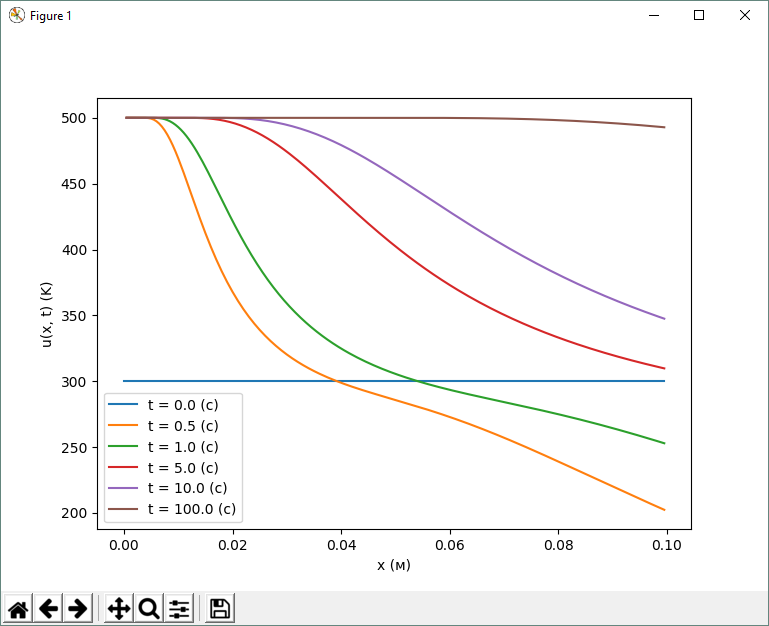 Figure 1
500
450
400
350
300
250
200
u(x, t) (K)
t = 0.0 (c)
t = 0.5 (c)
t = 1.0 (c)
t = 5.0 (c)
t = 10.0 (c)
t = 100.0 (c)
0.00 0.02 0.04 0.06 0.08 0.10
x (м)